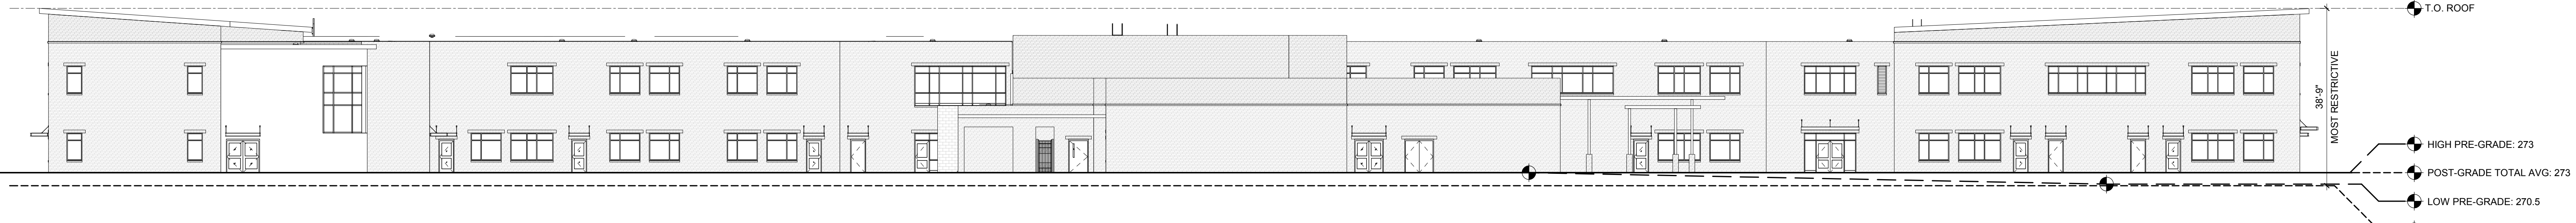 T.O. ROOF
38'-9"
MOST RESTRICTIVE
HIGH PRE-GRADE: 273
POST-GRADE TOTAL AVG: 273
LOW PRE-GRADE: 270.5